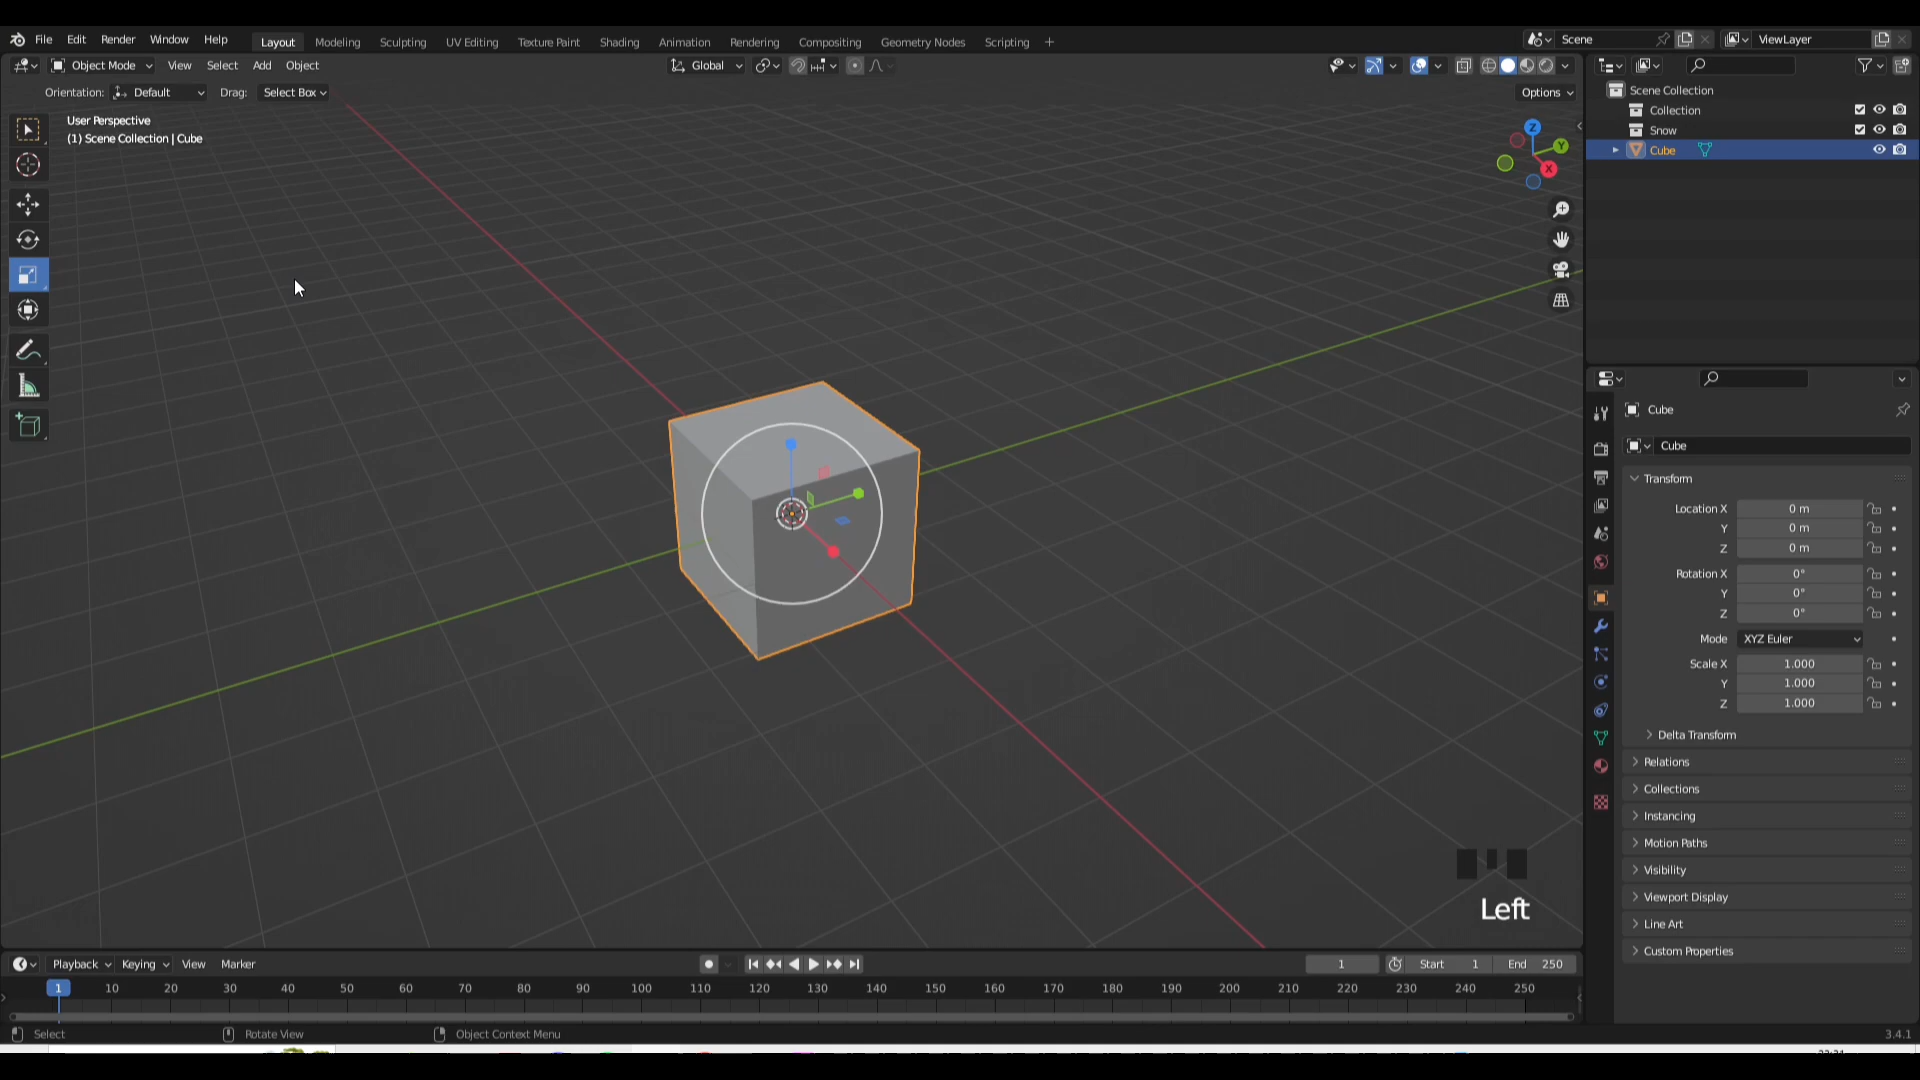 File Edit Render Window Help Layout Modeling Sculpting UV Editing Texture Paint Shading Animation Rendering Compositing Geometry Nodes Scripting + Scene ViewLayer
Object Mode View Select Add Object Global
Orientation: Default Drag: Select Box Options
User Perspective
(1) Scene Collection | Cube
Z
Y
X
Left
Scene Collection
Collection
Snow
Cube
Cube
Cube
Transform
Location X 0 m
Y 0 m
Z 0 m
Rotation X 0°
Y 0°
Z 0°
Mode XYZ Euler
Scale X 1.000
Y 1.000
Z 1.000
Delta Transform
Relations
Collections
Instancing
Motion Paths
Visibility
Viewport Display
Line Art
Custom Properties
Playback Keying View Marker 1 Start 1 End 250
1 10 20 30 40 50 60 70 80 90 100 110 120 130 140 150 160 170 180 190 200 210 220 230 240 250
Select Rotate View Object Context Menu 3.4.1